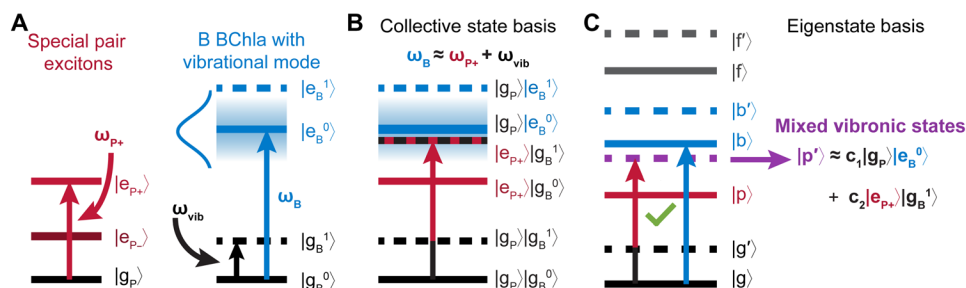 A
Special pair
excitons
ω_P+
|e_P+⟩
|e_P−⟩
|g_P⟩
B BChla with
vibrational mode
|e_B^1⟩
|e_B^0⟩
ω_B
ω_vib
|g_B^1⟩
|g_B^0⟩
B
Collective state basis
ω_B ≈ ω_P+ + ω_vib
|g_P⟩|e_B^1⟩
|g_P⟩|e_B^0⟩
|e_P+⟩|g_B^1⟩
|e_P+⟩|g_B^0⟩
|g_P⟩|g_B^1⟩
|g_P⟩|g_B^0⟩
C
Eigenstate basis
|f′⟩
|f⟩
|b′⟩
|b⟩
Mixed vibronic states
|p′⟩ ≈ c_1|g_P⟩|e_B^0⟩
+ c_2|e_P+⟩|g_B^1⟩
|p⟩
|g′⟩
|g⟩